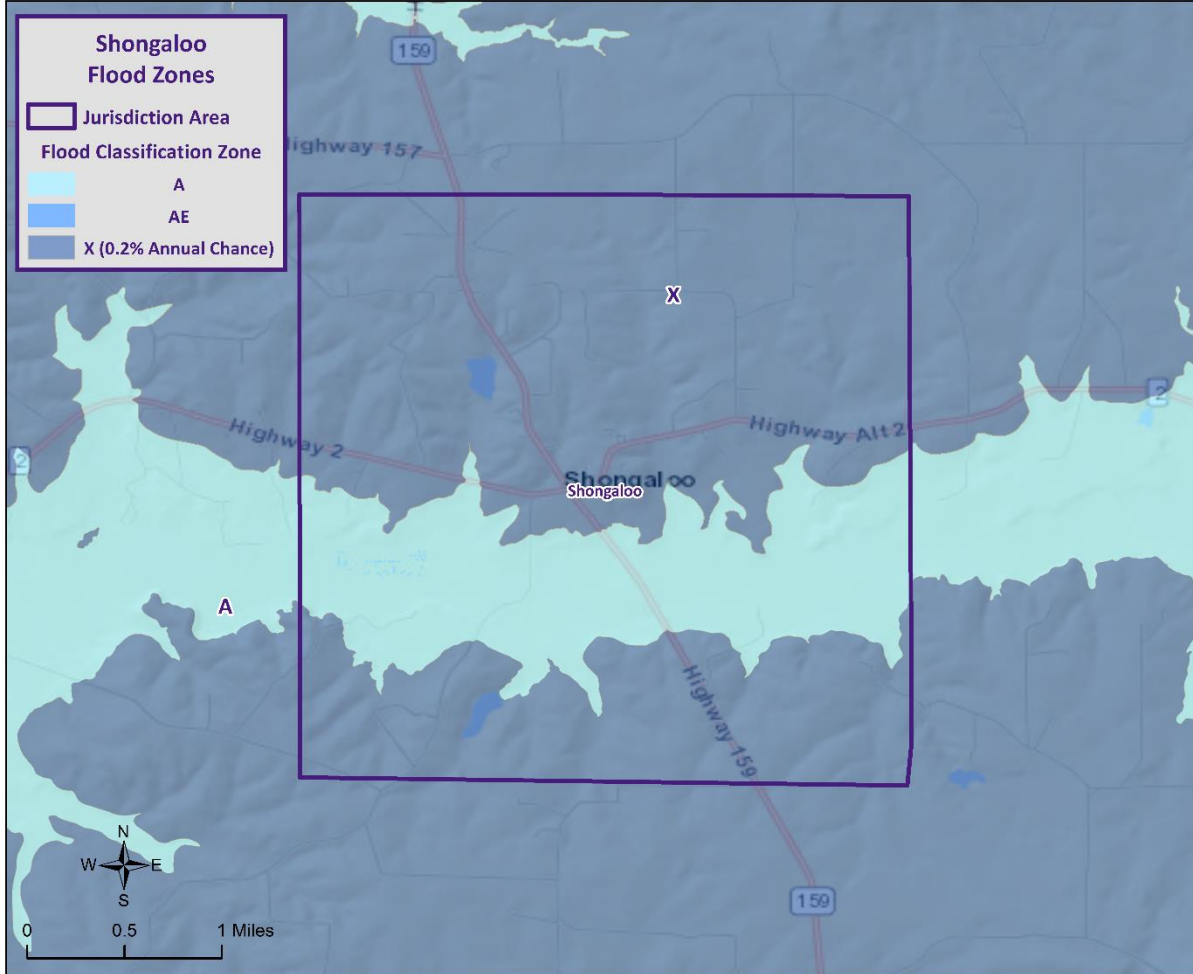 Shongaloo
Flood Zones
Jurisdiction Area
Flood Classification Zone
A
AE
X (0.2% Annual Chance)
159
Highway 157
X
Highway 2
Highway Alt 2
2
2
Shongaloo
Shongaloo
A
Highway 159
159
N
W E
S
0 0.5 1 Miles